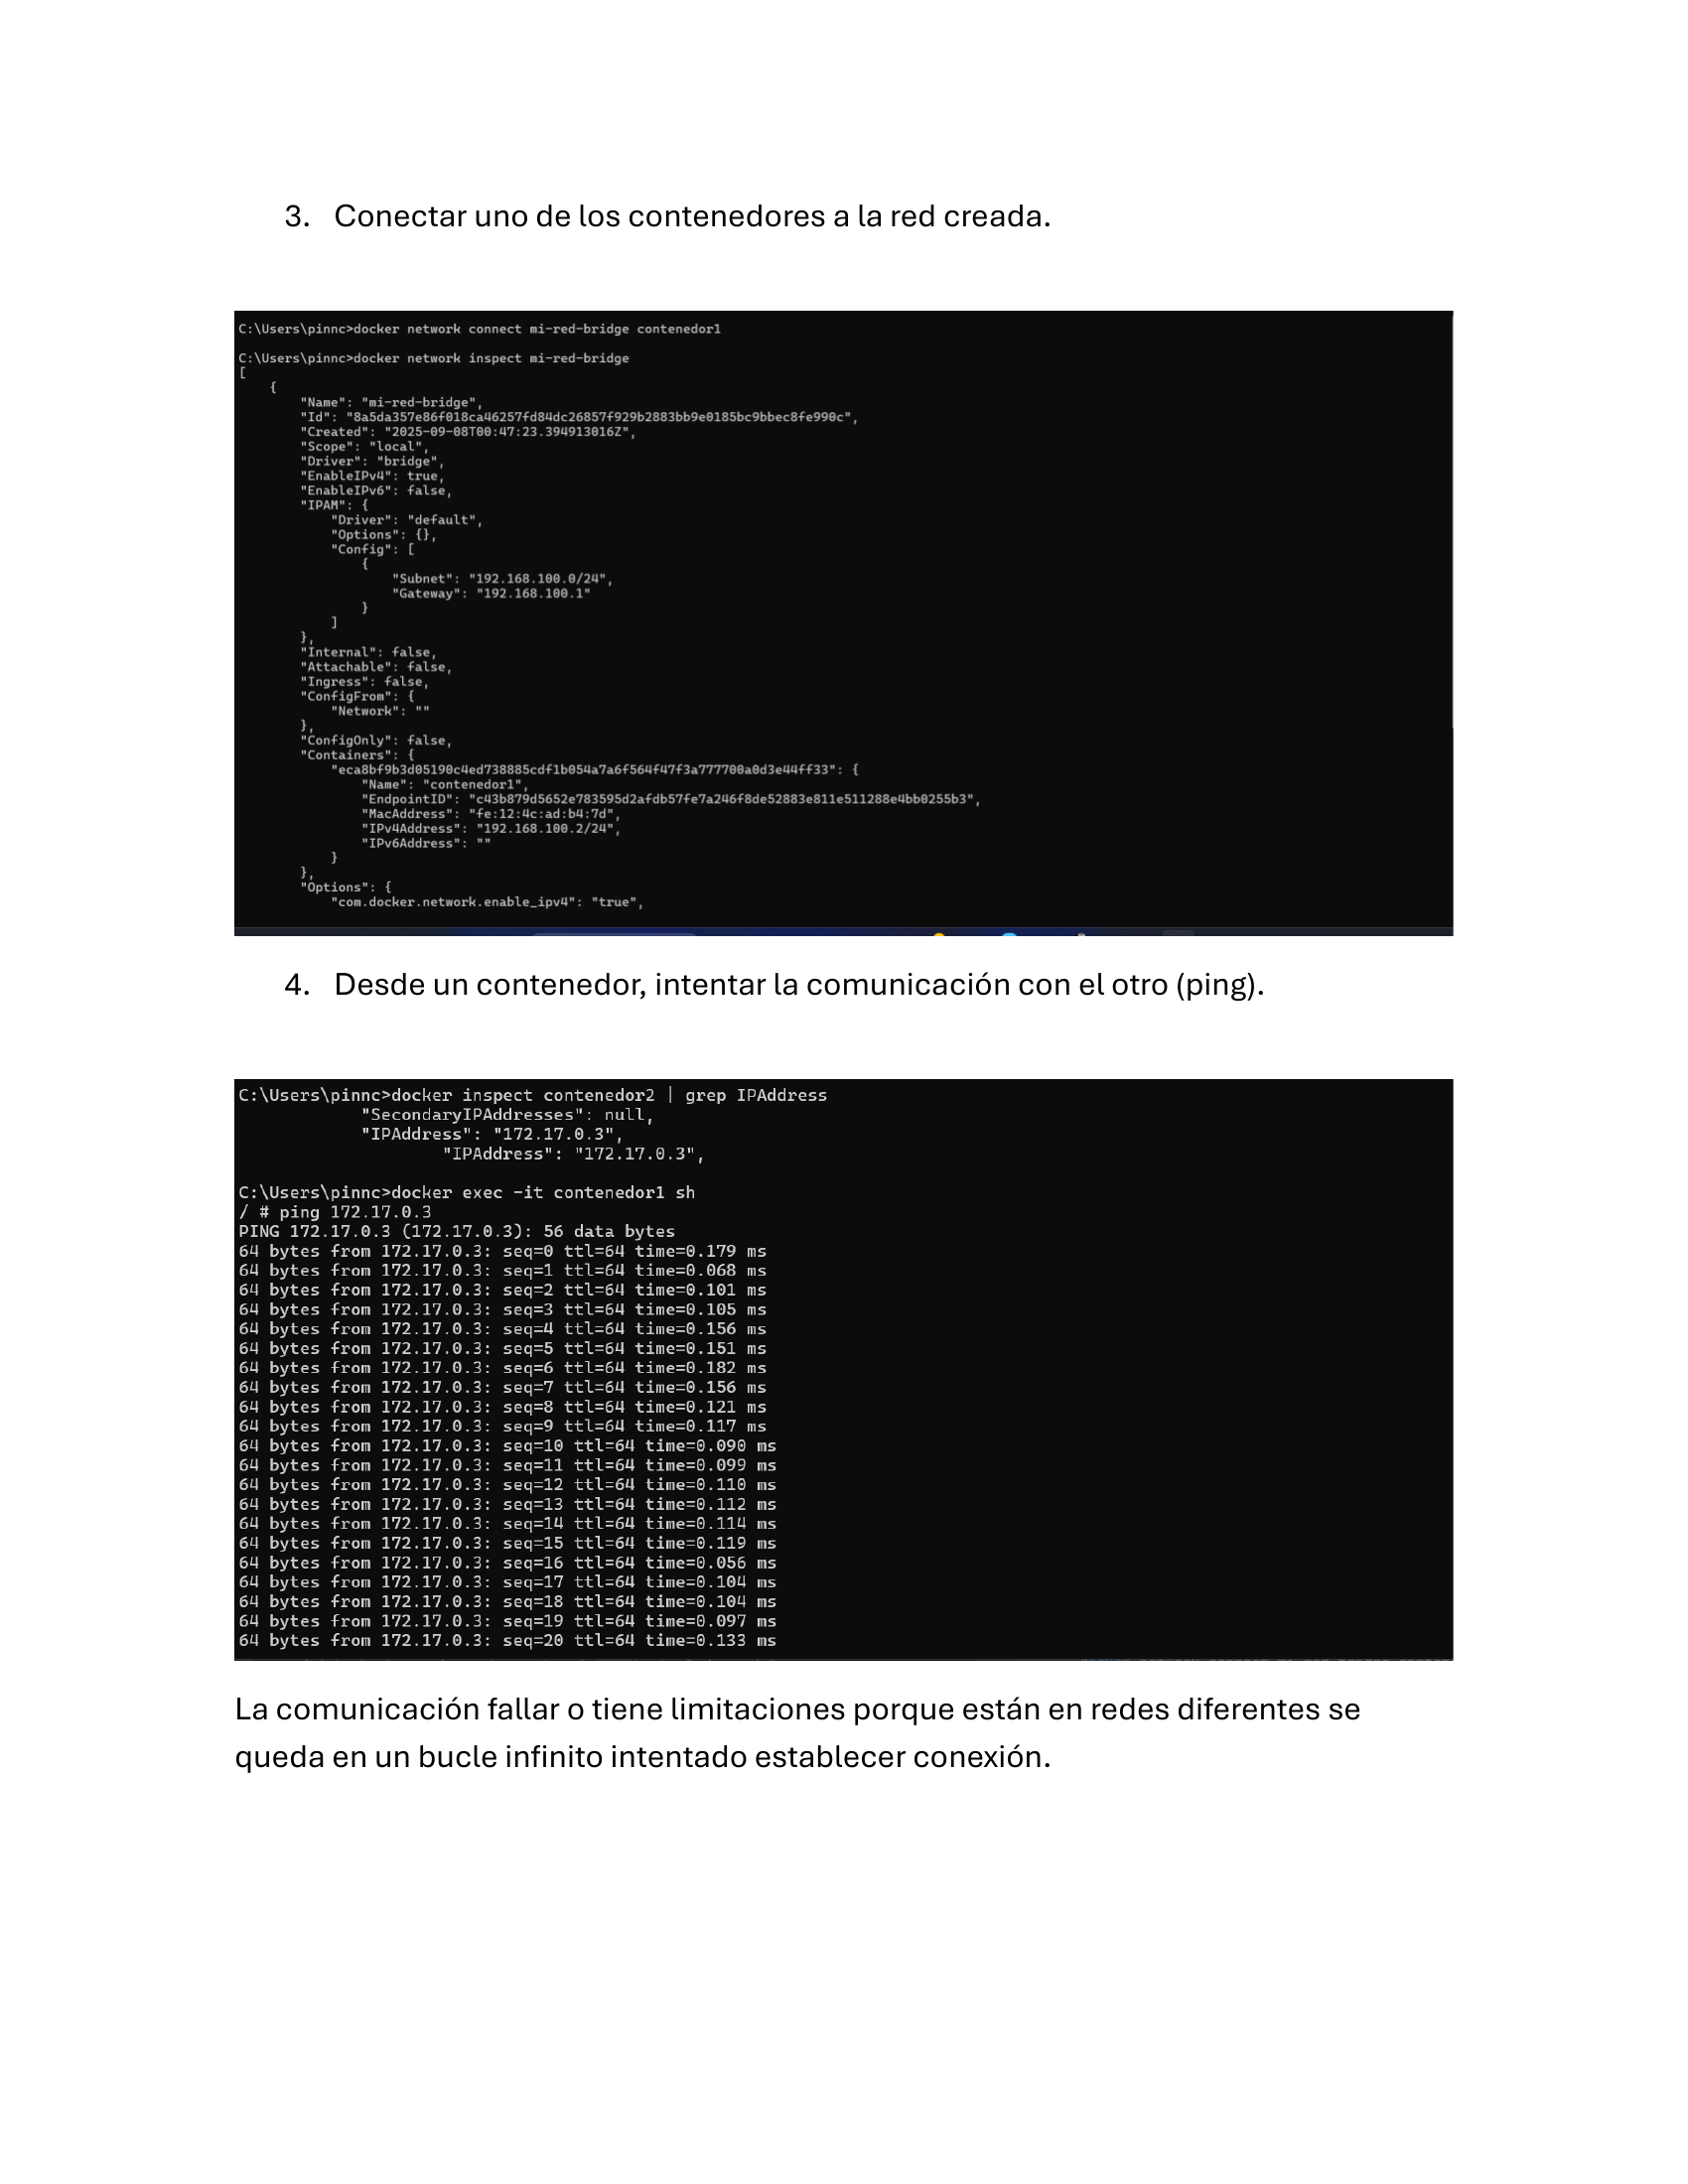 3. Conectar uno de los contenedores a la red creada.
C:\Users\pinnc>docker network connect mi-red-bridge contenedor1
C:\Users\pinnc>docker network inspect mi-red-bridge
[
    {
        "Name": "mi-red-bridge",
        "Id": "8a5da357e86f018ca46257fd84dc26857f929b2883bb9e0185bc9bbec8fe990c",
        "Created": "2025-09-08T00:47:23.394913016Z",
        "Scope": "local",
        "Driver": "bridge",
        "EnableIPv4": true,
        "EnableIPv6": false,
        "IPAM": {
            "Driver": "default",
            "Options": {},
            "Config": [
                {
                    "Subnet": "192.168.100.0/24",
                    "Gateway": "192.168.100.1"
                }
            ]
        },
        "Internal": false,
        "Attachable": false,
        "Ingress": false,
        "ConfigFrom": {
            "Network": ""
        },
        "ConfigOnly": false,
        "Containers": {
            "eca8bf9b3d05190c4ed738885cdf1b054a7a6f564f47f3a777700a0d3e44ff33": {
                "Name": "contenedor1",
                "EndpointID": "c43b879d5652e783595d2afdb57fe7a246f8de52883e811e511288e4bb0255b3",
                "MacAddress": "fe:12:4c:ad:b4:7d",
                "IPv4Address": "192.168.100.2/24",
                "IPv6Address": ""
            }
        },
        "Options": {
            "com.docker.network.enable_ipv4": "true",
4. Desde un contenedor, intentar la comunicación con el otro (ping).
C:\Users\pinnc>docker inspect contenedor2 | grep IPAddress
            "SecondaryIPAddresses": null,
            "IPAddress": "172.17.0.3",
                    "IPAddress": "172.17.0.3",
C:\Users\pinnc>docker exec -it contenedor1 sh
/ # ping 172.17.0.3
PING 172.17.0.3 (172.17.0.3): 56 data bytes
64 bytes from 172.17.0.3: seq=0 ttl=64 time=0.179 ms
64 bytes from 172.17.0.3: seq=1 ttl=64 time=0.068 ms
64 bytes from 172.17.0.3: seq=2 ttl=64 time=0.101 ms
64 bytes from 172.17.0.3: seq=3 ttl=64 time=0.105 ms
64 bytes from 172.17.0.3: seq=4 ttl=64 time=0.156 ms
64 bytes from 172.17.0.3: seq=5 ttl=64 time=0.151 ms
64 bytes from 172.17.0.3: seq=6 ttl=64 time=0.182 ms
64 bytes from 172.17.0.3: seq=7 ttl=64 time=0.156 ms
64 bytes from 172.17.0.3: seq=8 ttl=64 time=0.121 ms
64 bytes from 172.17.0.3: seq=9 ttl=64 time=0.117 ms
64 bytes from 172.17.0.3: seq=10 ttl=64 time=0.090 ms
64 bytes from 172.17.0.3: seq=11 ttl=64 time=0.099 ms
64 bytes from 172.17.0.3: seq=12 ttl=64 time=0.110 ms
64 bytes from 172.17.0.3: seq=13 ttl=64 time=0.112 ms
64 bytes from 172.17.0.3: seq=14 ttl=64 time=0.114 ms
64 bytes from 172.17.0.3: seq=15 ttl=64 time=0.119 ms
64 bytes from 172.17.0.3: seq=16 ttl=64 time=0.056 ms
64 bytes from 172.17.0.3: seq=17 ttl=64 time=0.104 ms
64 bytes from 172.17.0.3: seq=18 ttl=64 time=0.104 ms
64 bytes from 172.17.0.3: seq=19 ttl=64 time=0.097 ms
64 bytes from 172.17.0.3: seq=20 ttl=64 time=0.133 ms
La comunicación fallar o tiene limitaciones porque están en redes diferentes se
queda en un bucle infinito intentado establecer conexión.